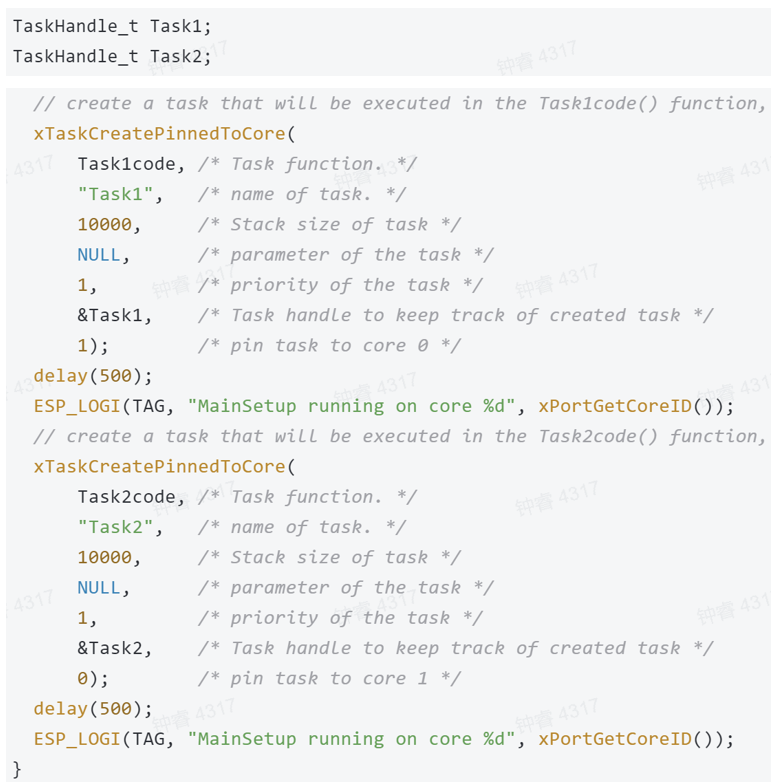 TaskHandle_t Task1;
TaskHandle_t Task2;
// create a task that will be executed in the Task1code() function,
xTaskCreatePinnedToCore(
Task1code, /* Task function. */
"Task1", /* name of task. */
10000, /* Stack size of task */
NULL, /* parameter of the task */
1, /* priority of the task */
&Task1, /* Task handle to keep track of created task */
1); /* pin task to core 0 */
delay(500);
ESP_LOGI(TAG, "MainSetup running on core %d", xPortGetCoreID());
// create a task that will be executed in the Task2code() function,
xTaskCreatePinnedToCore(
Task2code, /* Task function. */
"Task2", /* name of task. */
10000, /* Stack size of task */
NULL, /* parameter of the task */
1, /* priority of the task */
&Task2, /* Task handle to keep track of created task */
0); /* pin task to core 1 */
delay(500);
ESP_LOGI(TAG, "MainSetup running on core %d", xPortGetCoreID());
}
钟睿 4317